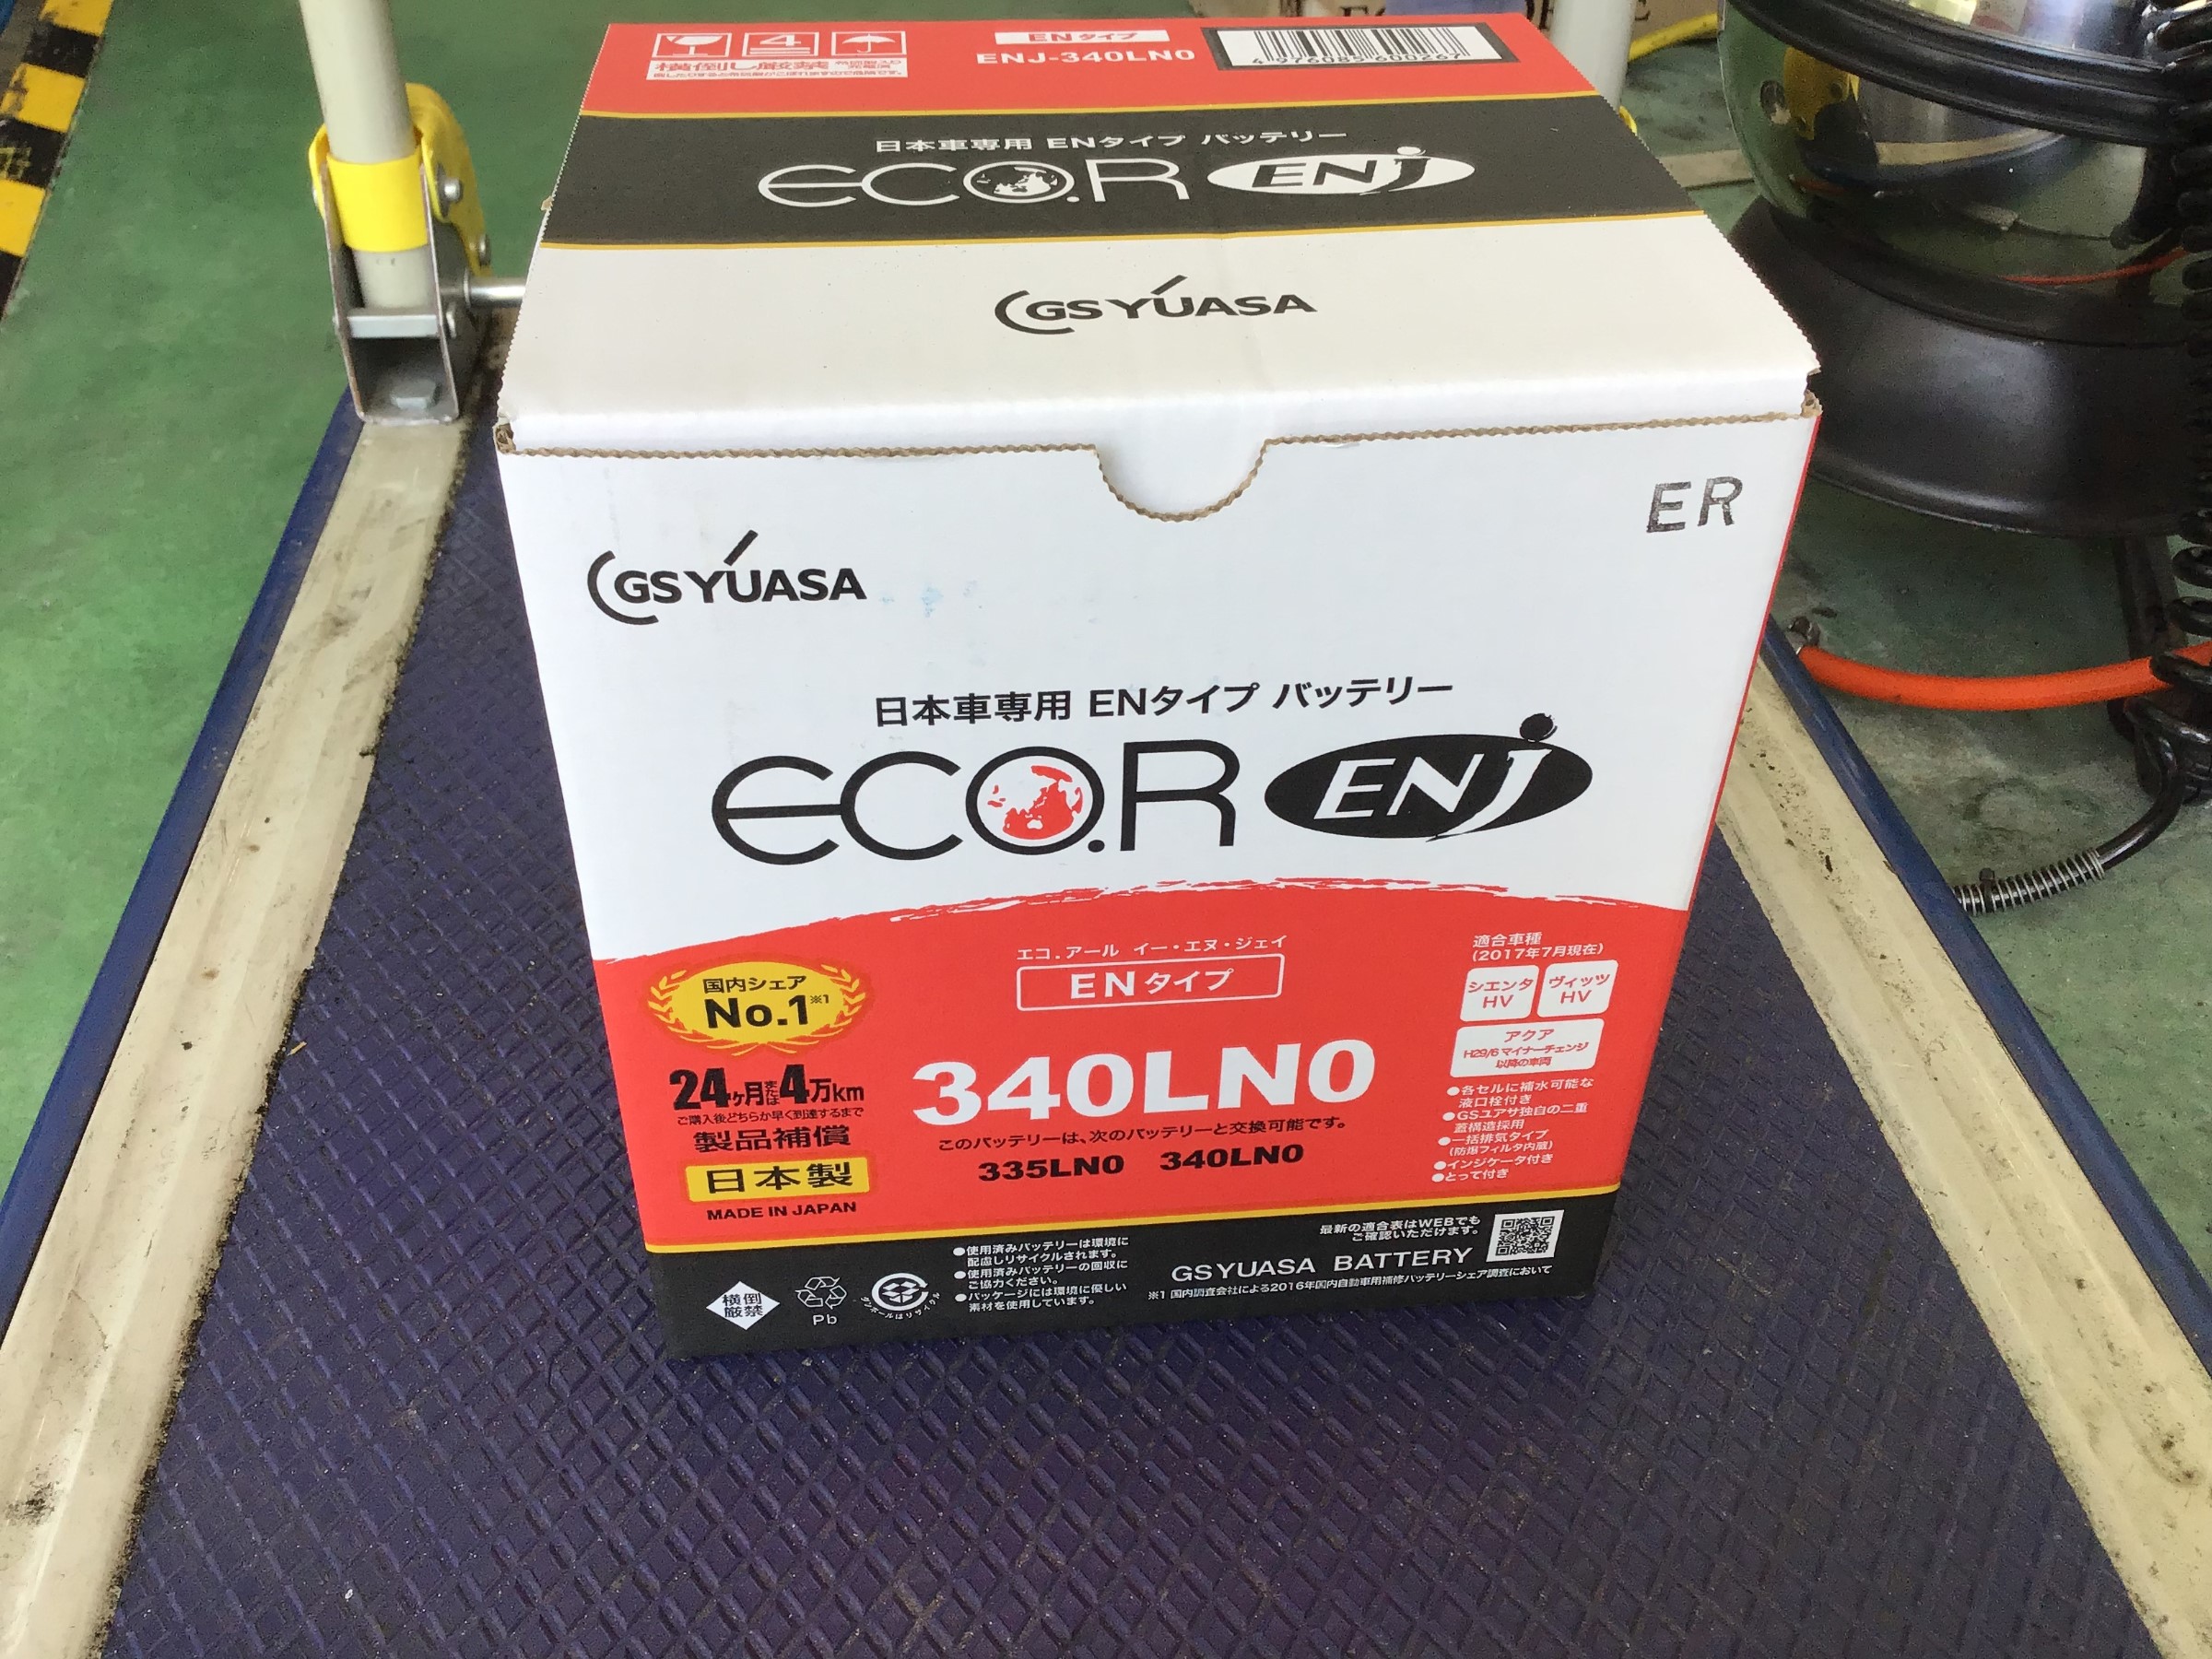 4
横倒し厳禁
ENタイプ
ENJ-340LN0
4 976085 600267
日本車専用 ENタイプ バッテリー
eCO.R ENJ
GS YUASA
ER
GS YUASA
日本車専用 ENタイプ バッテリー
eCO.R ENJ
エコ.アール イー・エヌ・ジェイ
ENタイプ
340LN0
このバッテリーは、次のバッテリーと交換可能です。
335LN0 340LN0
国内シェア
No.1※1
24ヶ月または4万km
ご購入後どちらか早く到達するまで
製品補償
日本製
MADE IN JAPAN
適合車種
(2017年7月現在)
シエンタ HV
ヴィッツ HV
アクア
H29/6 マイナーチェンジ
以降の車両
●各セルに補水可能な
液口栓付き
●GSユアサ独自の二重
蓋構造採用
●一括排気タイプ
(防爆フィルタ内蔵)
●インジケータ付き
●とって付き
横倒
厳禁
Pb
ダンボールはリサイクル
●使用済みバッテリーは環境に
配慮しリサイクルされます。
●使用済みバッテリーの回収に
ご協力ください。
●パッケージには環境に優しい
素材を使用しています。
最新の適合表はWEBでも
ご確認いただけます。
GS YUASA BATTERY
※1 国内調査会社による2016年国内自動車用補修バッテリーシェア調査において